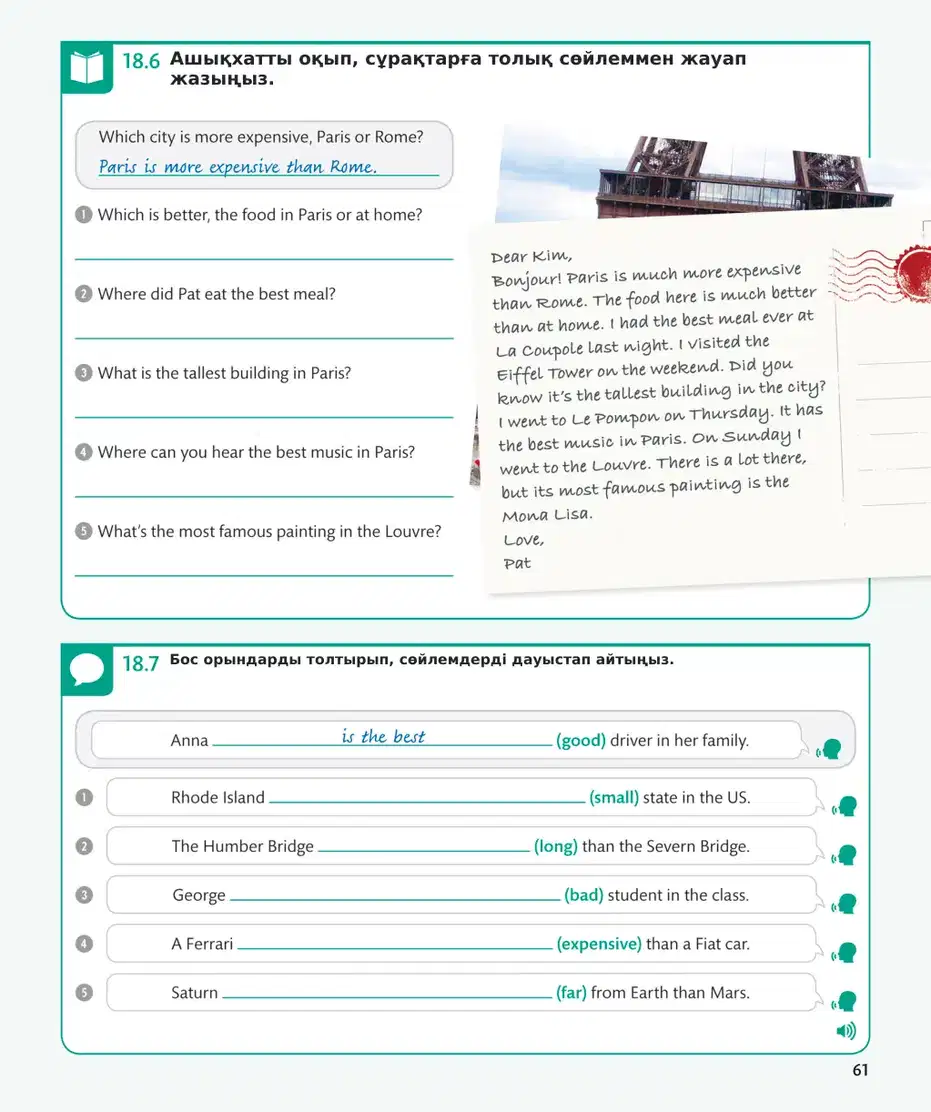 18.6 Ашықхатты оқып, сұрақтарға толық сөйлеммен жауап
жазыңыз.
Which city is more expensive, Paris or Rome?
Paris is more expensive than Rome.
1 Which is better, the food in Paris or at home?
2 Where did Pat eat the best meal?
3 What is the tallest building in Paris?
4 Where can you hear the best music in Paris?
5 What's the most famous painting in the Louvre?
Dear Kim,
Bonjour! Paris is much more expensive
than Rome. The food here is much better
than at home. I had the best meal ever at
La Coupole last night. I visited the
Eiffel Tower on the weekend. Did you
know it's the tallest building in the city?
I went to Le Pompon on Thursday. It has
the best music in Paris. On Sunday I
went to the Louvre. There is a lot there,
but its most famous painting is the
Mona Lisa.
Love,
Pat
18.7 Бос орындарды толтырып, сөйлемдерді дауыстап айтыңыз.
Anna is the best (good) driver in her family.
1 Rhode Island (small) state in the US.
2 The Humber Bridge (long) than the Severn Bridge.
3 George (bad) student in the class.
4 A Ferrari (expensive) than a Fiat car.
5 Saturn (far) from Earth than Mars.
61